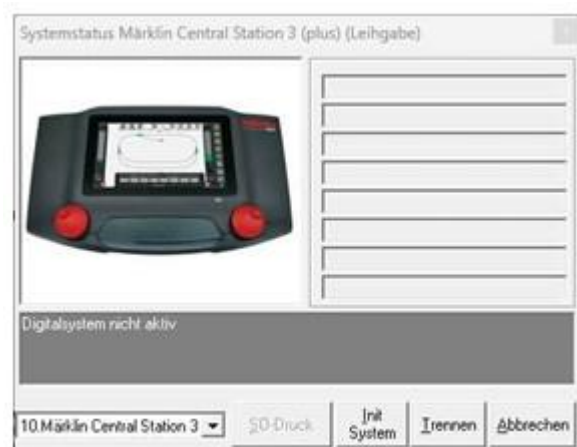 Systemstatus Märklin Central Station 3 (plus) (Leihgabe)
Digitalsystem nicht aktiv
10.Märklin Central Station 3
SO-Druck
Init
System
Trennen
Abbrechen